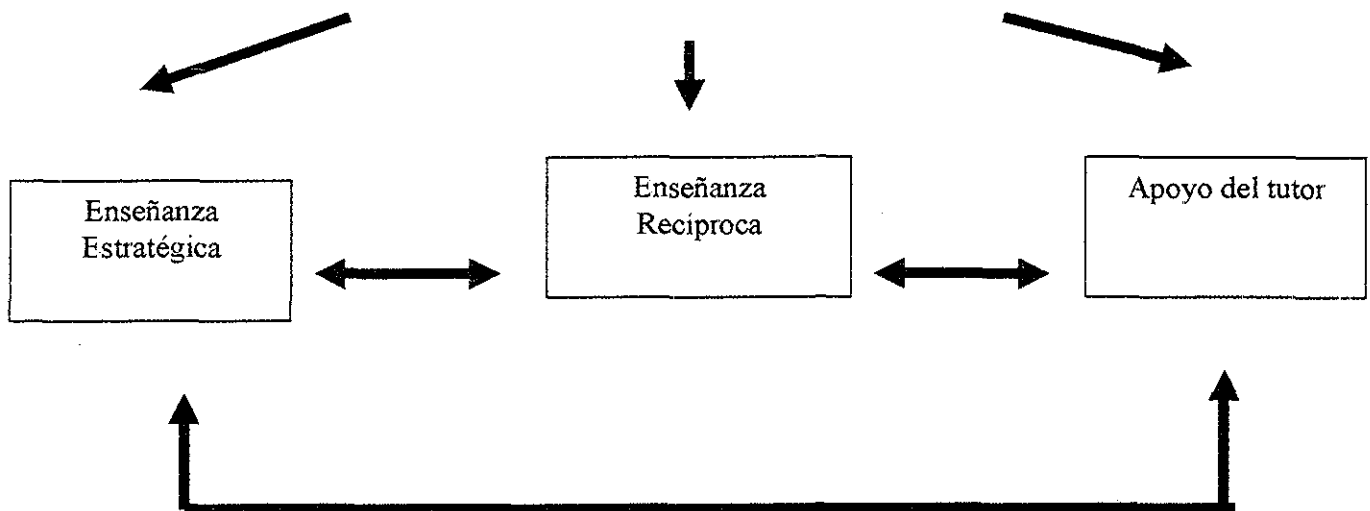 Enseñanza
Estratégica
Enseñanza
Recíproca
Apoyo del tutor